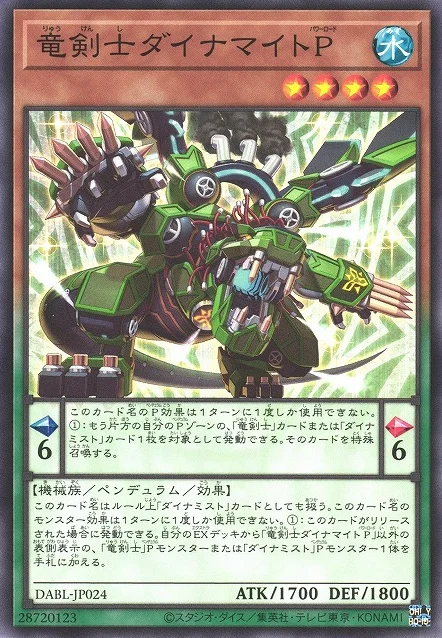 竜剣士ダイナマイトP
水
このカード名のP効果は1ターンに1度しか使用できない。
①:もう片方の自分のPゾーンの、「竜剣士」カードまたは「ダイナ
ミスト」カード1枚を対象として発動できる。そのカードを特殊
召喚する。
6
6
【機械族/ペンデュラム/効果】
このカード名はルール上「ダイナミスト」カードとしても扱う。このカード名の
モンスター効果は1ターンに1度しか使用できない。①:このカードがリリース
された場合に発動できる。自分のEXデッキから「竜剣士ダイナマイトP」以外の
表側表示の、「竜剣士」PモンスターまたはP「ダイナミスト」Pモンスター1体を
手札に加える。
DABL-JP024
ATK/1700 DEF/1800
28720123
©スタジオ・ダイス/集英社・テレビ東京・KONAMI